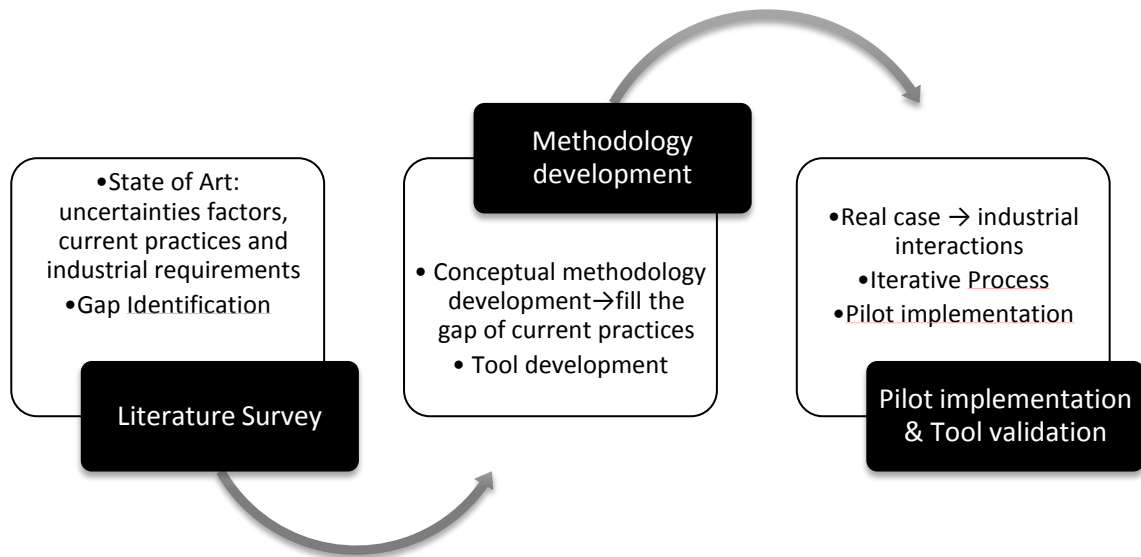 •State of Art:
uncertainties factors,
current practices and
industrial requirements
•Gap Identification
Literature Survey
Methodology
development
• Conceptual methodology
development→fill the
gap of current practices
• Tool development
•Real case → industrial
interactions
•Iterative Process
•Pilot implementation
Pilot implementation
& Tool validation